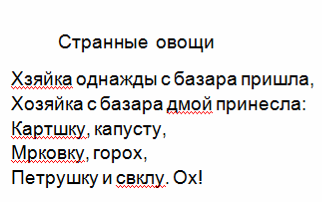 Странные овощи
Хзяйка однажды с базара пришла,
Хозяйка с базара дмой принесла:
Картшку, капусту,
Мрковку, горох,
Петрушку и свклу. Ох!